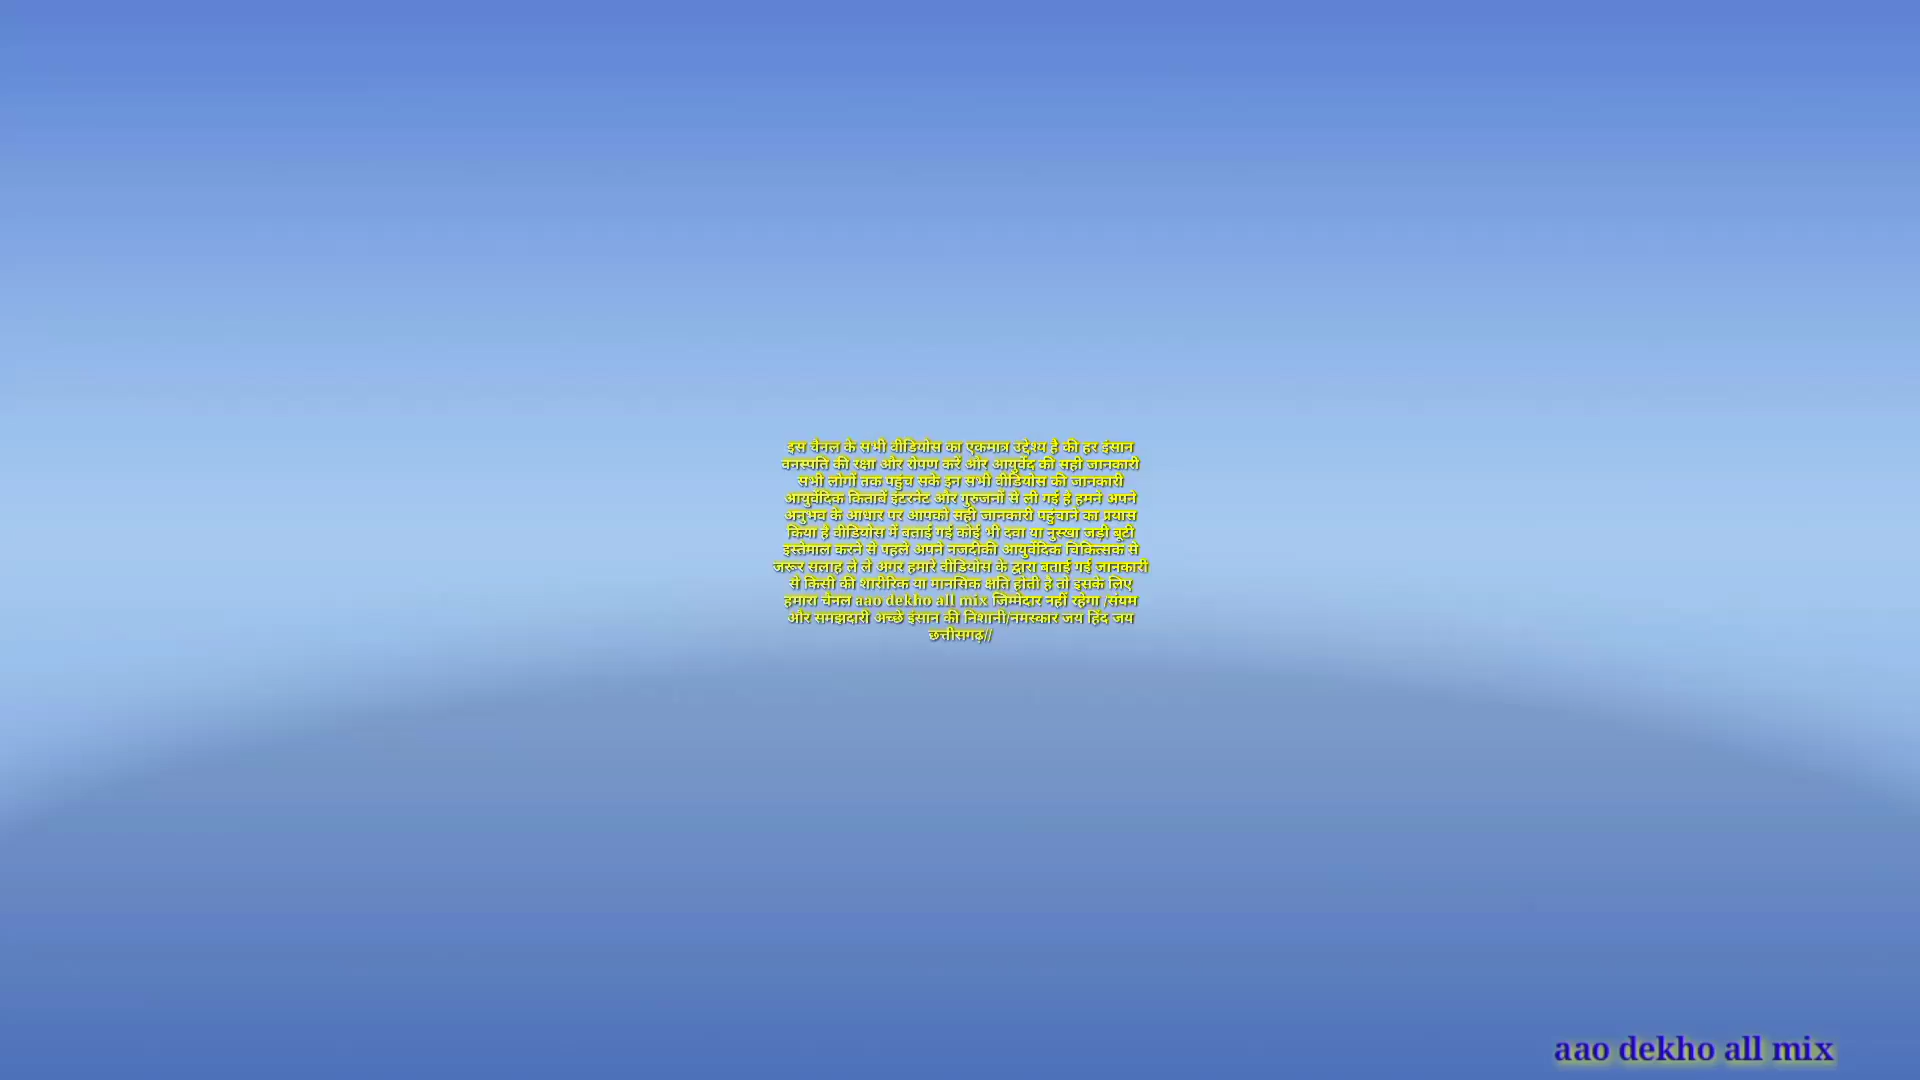 इस चैनल के सभी वीडियोस का एकमात्र उद्देश्य है की हर इंसान
वनस्पति की रक्षा और रोपण करें और आयुर्वेद की सही जानकारी
सभी लोगों तक पहुंच सके इन सभी वीडियोस की जानकारी
आयुर्वेदिक किताबें इंटरनेट और गुरुजनों से ली गई है हमने अपने
अनुभव के आधार पर आपको सही जानकारी पहुंचाने का प्रयास
किया है वीडियोस में बताई गई कोई भी दवा या नुस्खा जड़ी बूटी
इस्तेमाल करने से पहले अपने नजदीकी आयुर्वेदिक चिकित्सक से
जरूर सलाह ले ले अगर हमारे वीडियोस के द्वारा बताई गई जानकारी
से किसी की शारीरिक या मानसिक क्षति होती है तो इसके लिए
हमारा चैनल aao dekho all mix जिम्मेदार नहीं रहेगा /संयम
और समझदारी अच्छे इंसान की निशानी/नमस्कार जय हिंद जय
छत्तीसगढ़//
aao dekho all mix